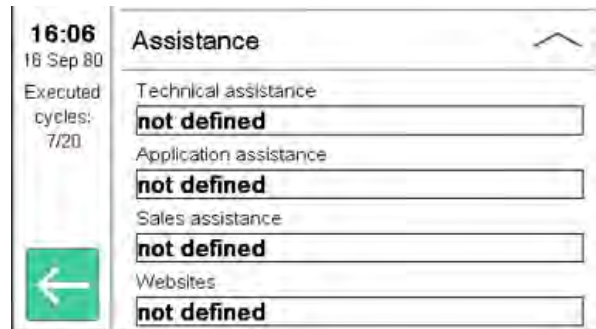 16:06
16 Sep 80
Executed
cycles:
7/20
Assistance
Technical assistance
not defined
Application assistance
not defined
Sales assistance
not defined
Websites
not defined